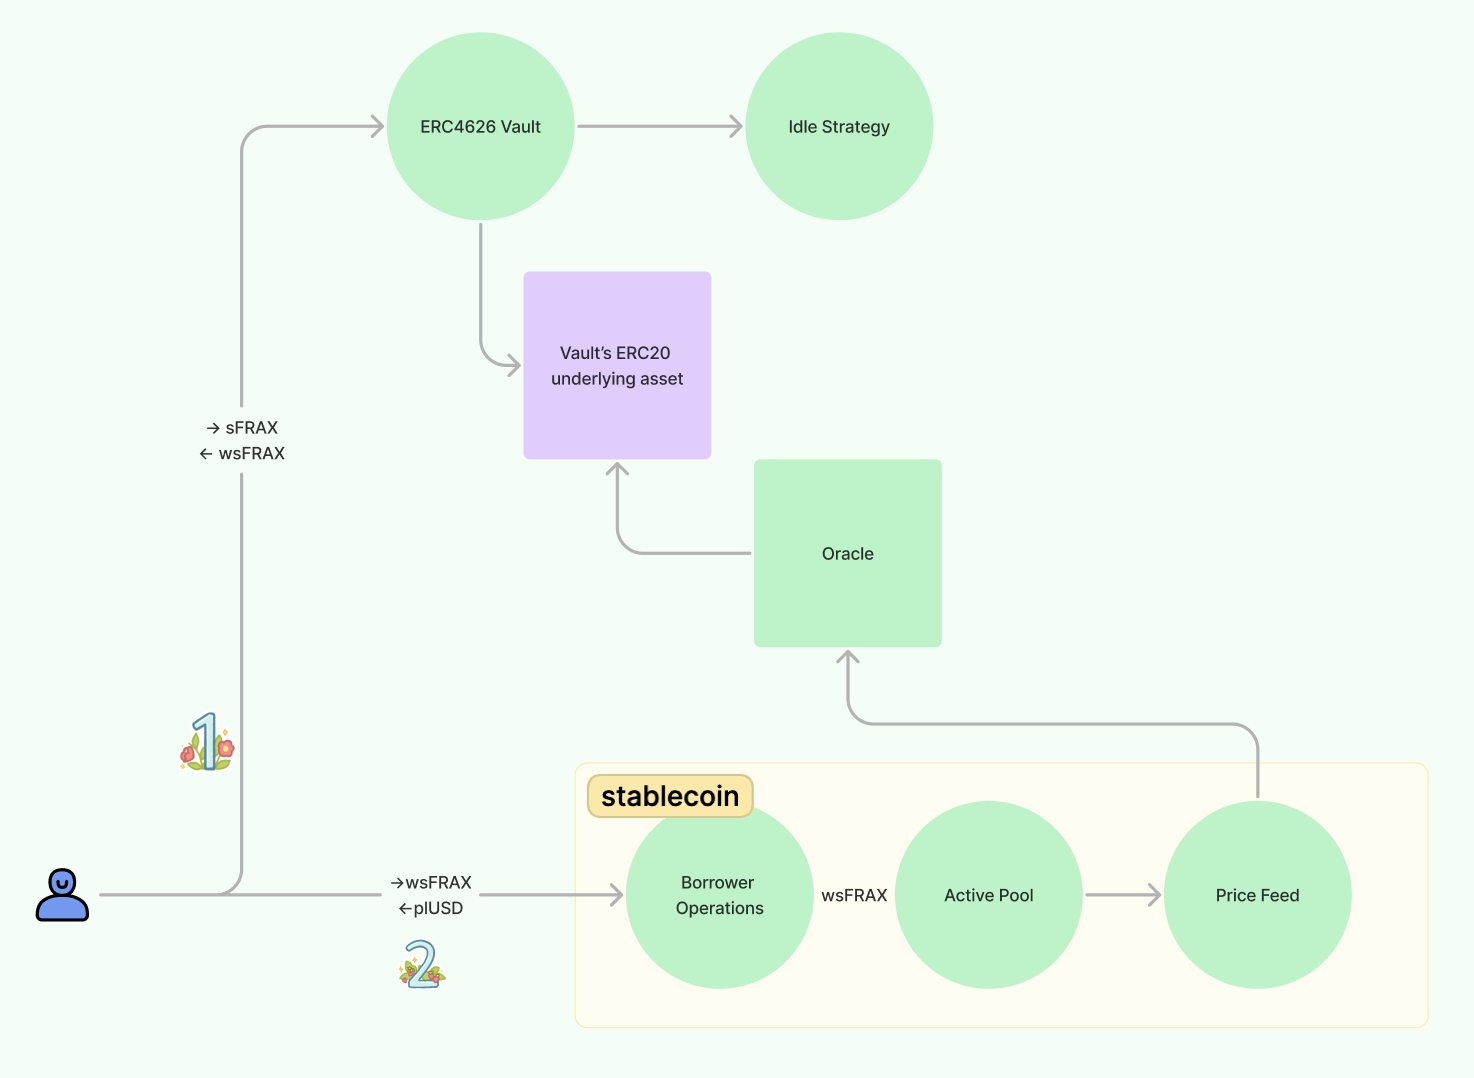 ERC4626 Vault
Idle Strategy
Vault’s ERC20
underlying asset
→ sFRAX
← wsFRAX
Oracle
1
stablecoin
→wsFRAX
←plUSD
Borrower
Operations
wsFRAX
Active Pool
Price Feed
2